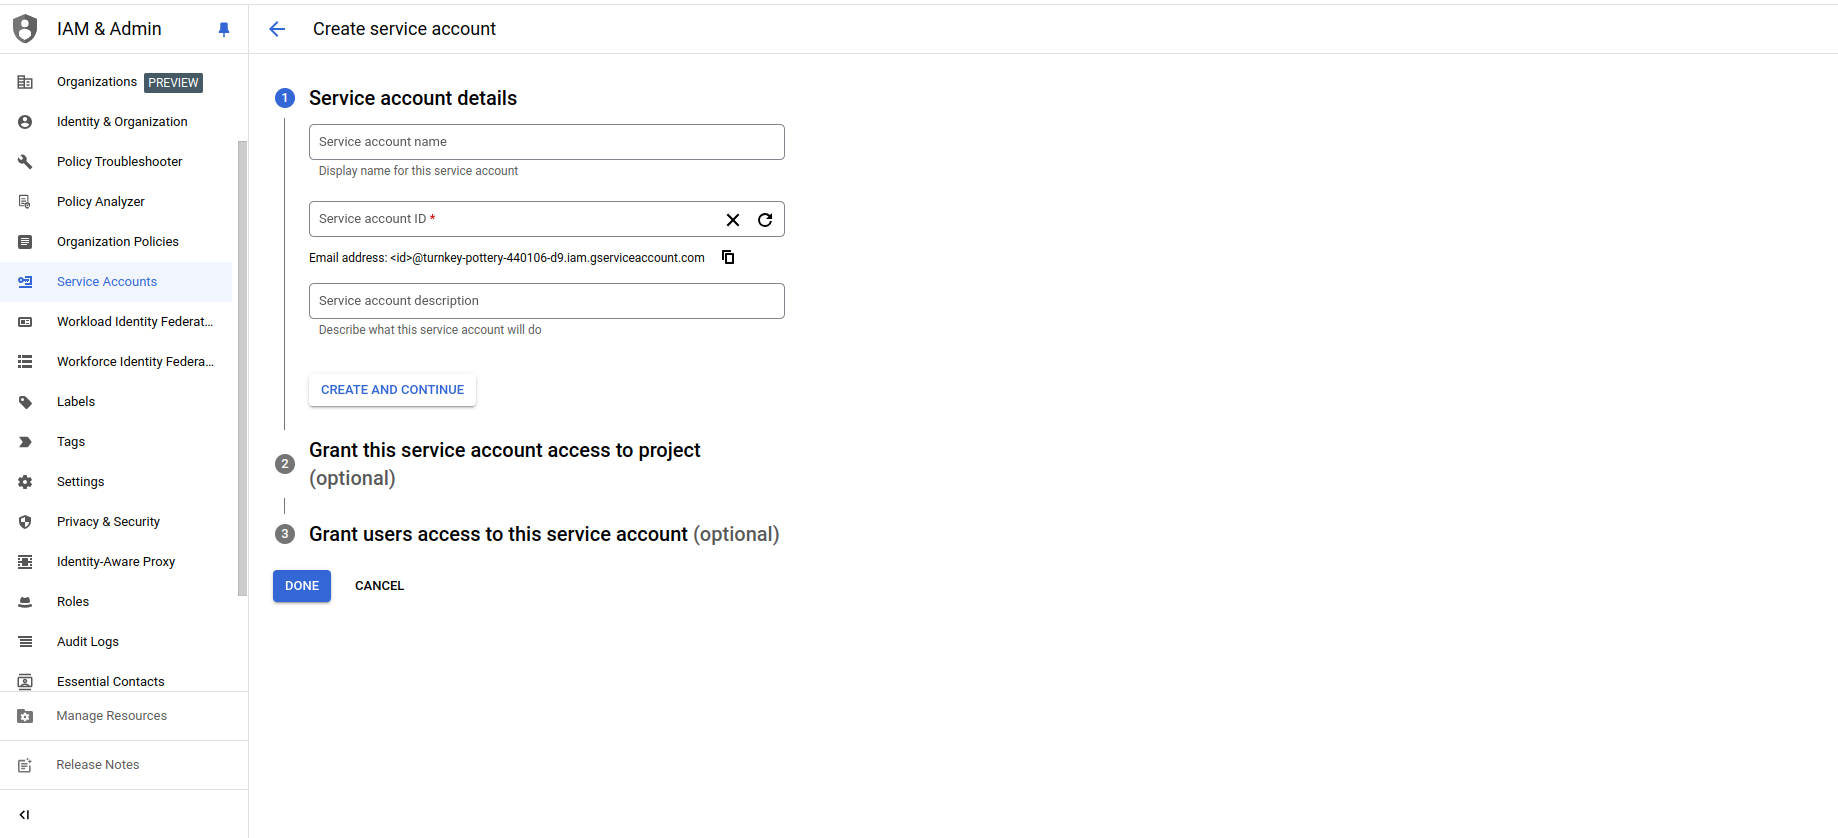 IAM & Admin
Create service account
Organizations PREVIEW
Identity & Organization
Policy Troubleshooter
Policy Analyzer
Organization Policies
Service Accounts
Workload Identity Federat...
Workforce Identity Federa...
Labels
Tags
Settings
Privacy & Security
Identity-Aware Proxy
Roles
Audit Logs
Essential Contacts
Manage Resources
Release Notes
1 Service account details
Service account name
Display name for this service account
Service account ID *
Email address: <id>@turnkey-pottery-440106-d9.iam.gserviceaccount.com
Service account description
Describe what this service account will do
CREATE AND CONTINUE
2 Grant this service account access to project
(optional)
3 Grant users access to this service account (optional)
DONE CANCEL